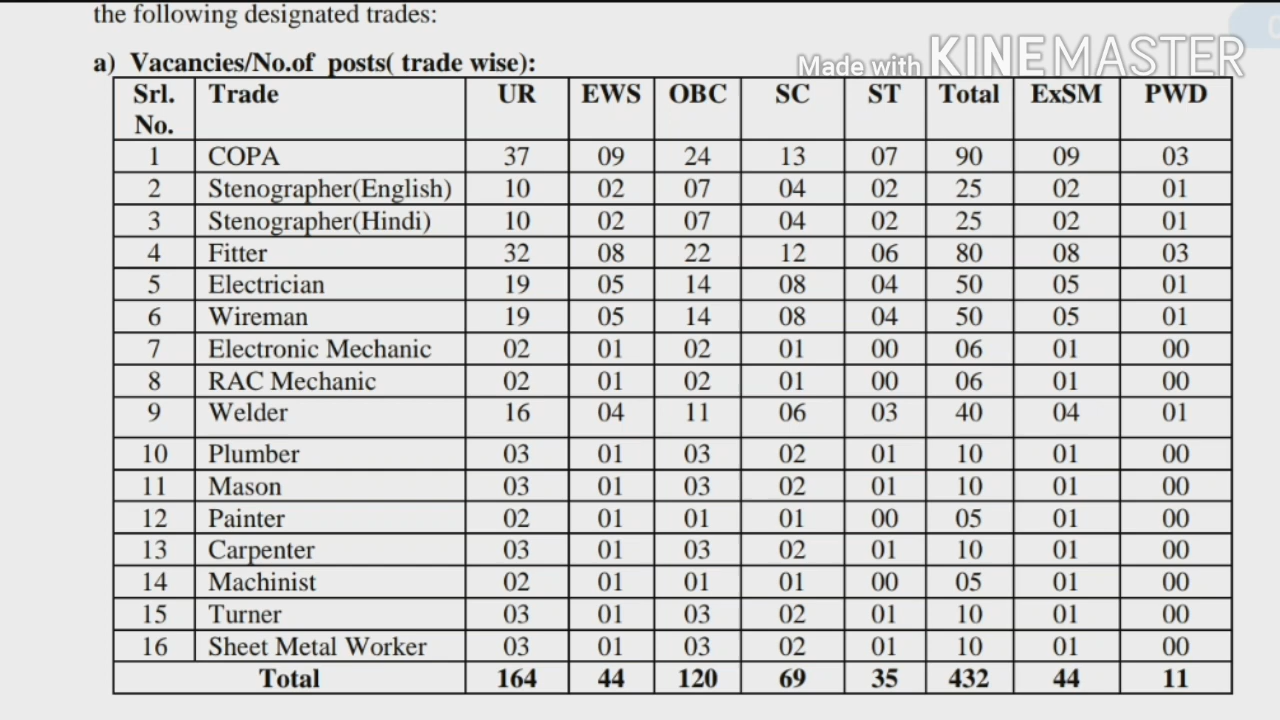 the following designated trades:
a) Vacancies/No.of posts( trade wise):
Made with KINEMASTER
Srl. No. Trade UR EWS OBC SC ST Total ExSM PWD
1 COPA 37 09 24 13 07 90 09 03
2 Stenographer(English) 10 02 07 04 02 25 02 01
3 Stenographer(Hindi) 10 02 07 04 02 25 02 01
4 Fitter 32 08 22 12 06 80 08 03
5 Electrician 19 05 14 08 04 50 05 01
6 Wireman 19 05 14 08 04 50 05 01
7 Electronic Mechanic 02 01 02 01 00 06 01 00
8 RAC Mechanic 02 01 02 01 00 06 01 00
9 Welder 16 04 11 06 03 40 04 01
10 Plumber 03 01 03 02 01 10 01 00
11 Mason 03 01 03 02 01 10 01 00
12 Painter 02 01 01 01 00 05 01 00
13 Carpenter 03 01 03 02 01 10 01 00
14 Machinist 02 01 01 01 00 05 01 00
15 Turner 03 01 03 02 01 10 01 00
16 Sheet Metal Worker 03 01 03 02 01 10 01 00
Total 164 44 120 69 35 432 44 11